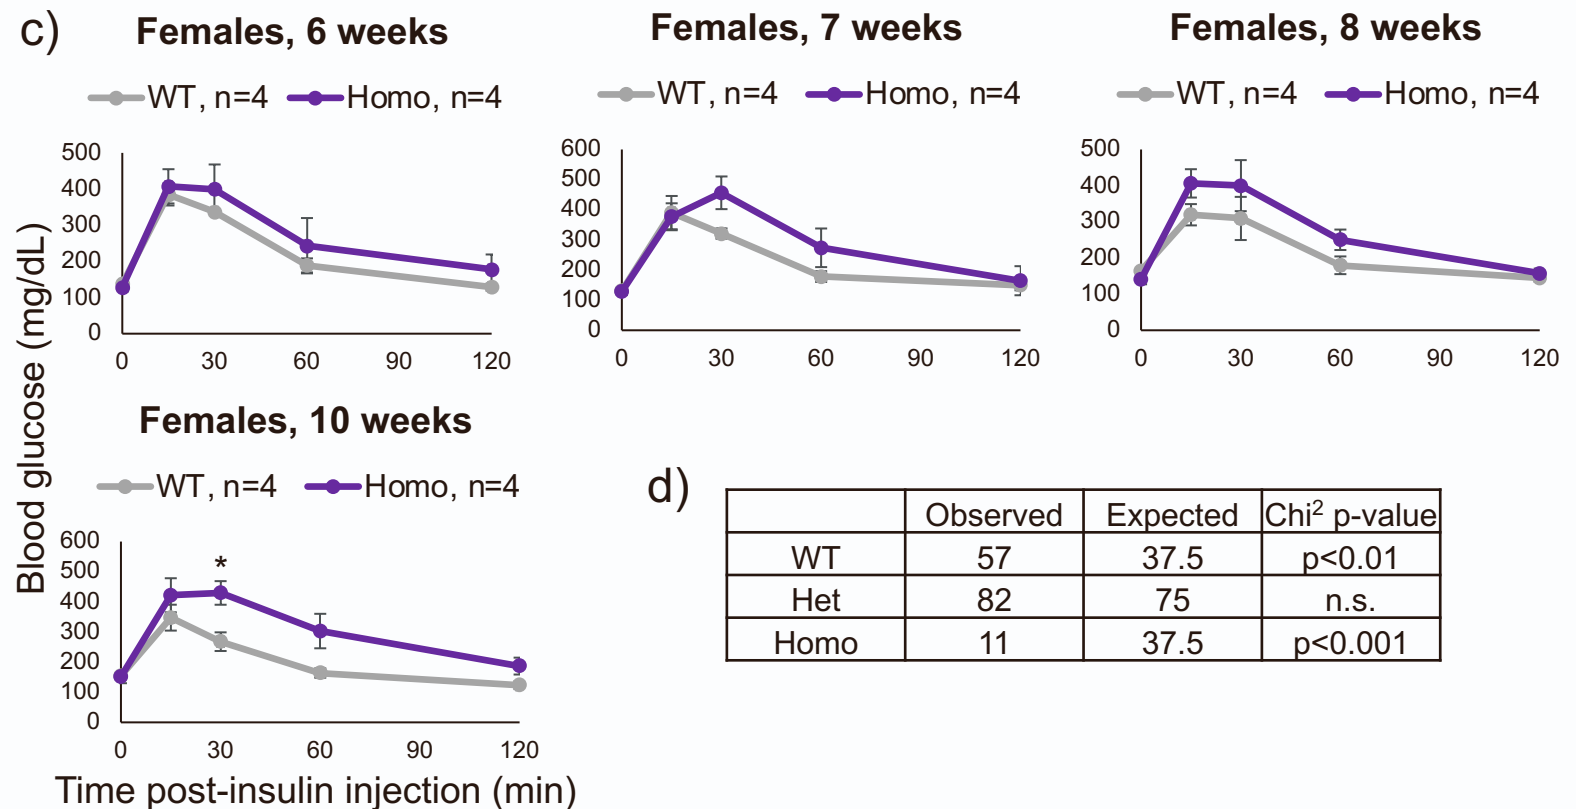 c)
Females, 6 weeks
WT, n=4 Homo, n=4
500
400
300
200
100
0
0 30 60 90 120
Females, 7 weeks
WT, n=4 Homo, n=4
600
500
400
300
200
100
0
0 30 60 90 120
Females, 8 weeks
WT, n=4 Homo, n=4
500
400
300
200
100
0
0 30 60 90 120
Females, 10 weeks
WT, n=4 Homo, n=4
600
500
400
300
200
100
0
*
0 30 60 90 120
Blood glucose (mg/dL)
Time post-insulin injection (min)
d)
Observed Expected Chi² p-value
WT 57 37.5 p<0.01
Het 82 75 n.s.
Homo 11 37.5 p<0.001